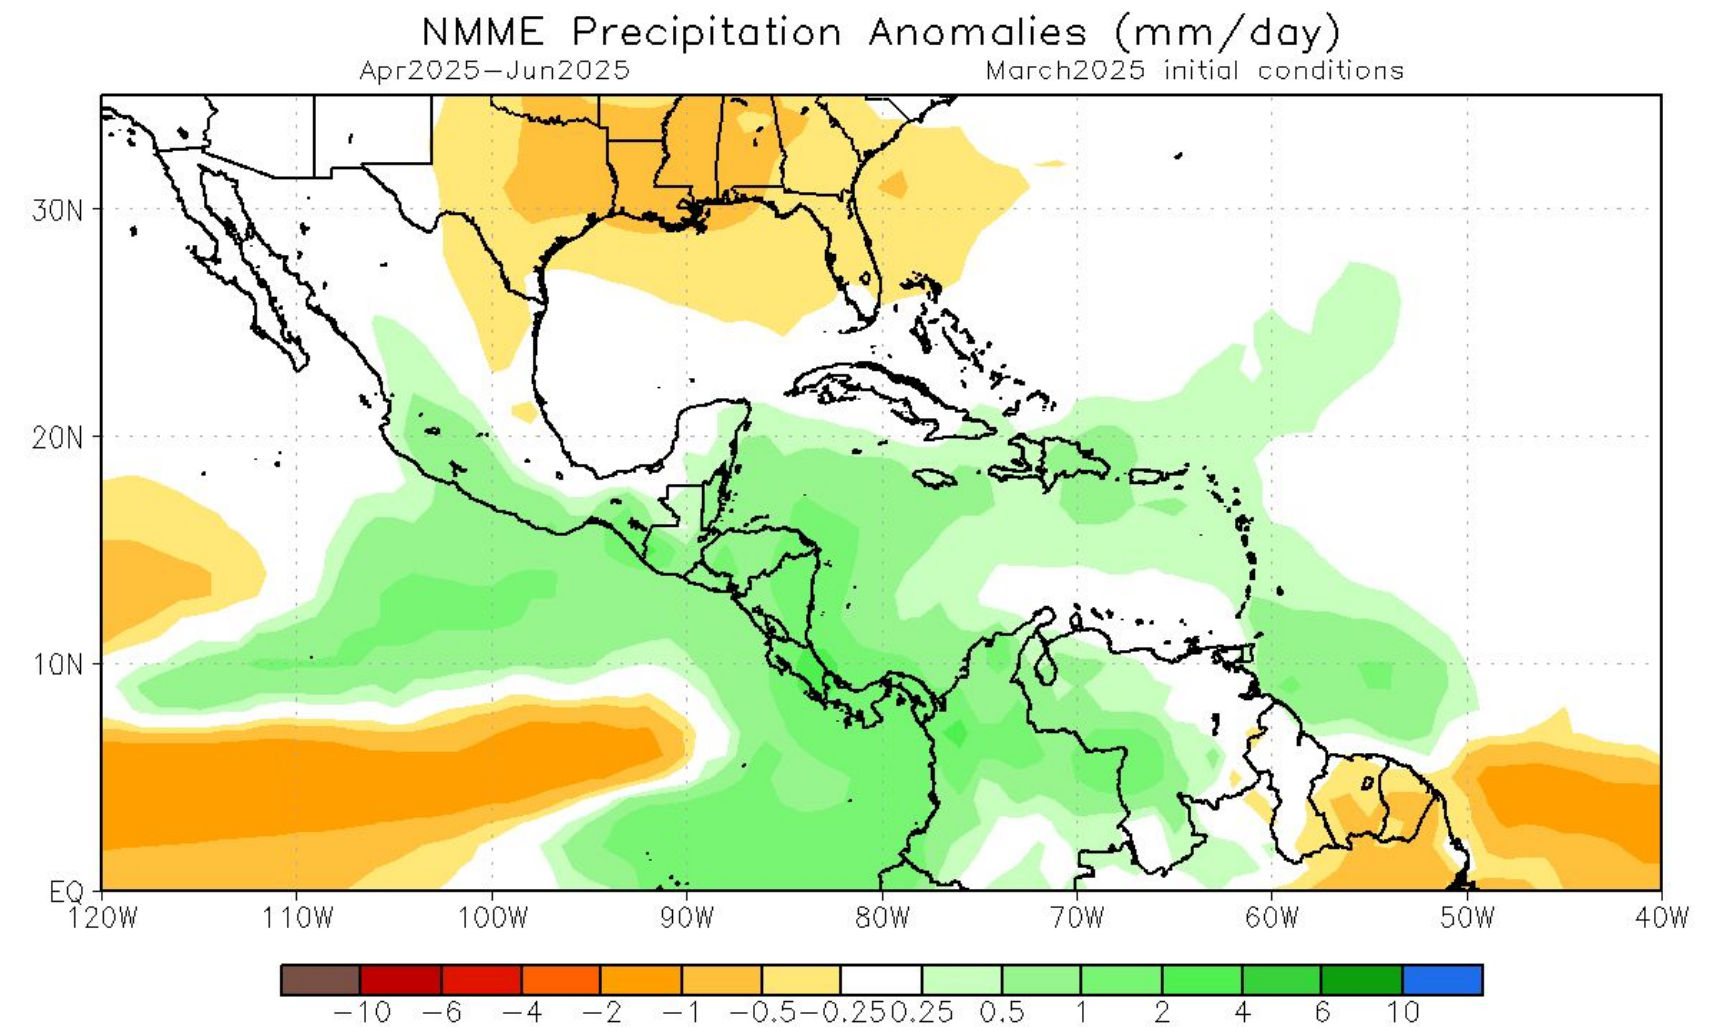 NMME Precipitation Anomalies (mm/day)
Apr2025-Jun2025 March2025 initial conditions
30N
20N
10N
EQ
120W 110W 100W 90W 80W 70W 60W 50W 40W
-10 -6 -4 -2 -1 -0.5 -0.25 0.25 0.5 1 2 4 6 10